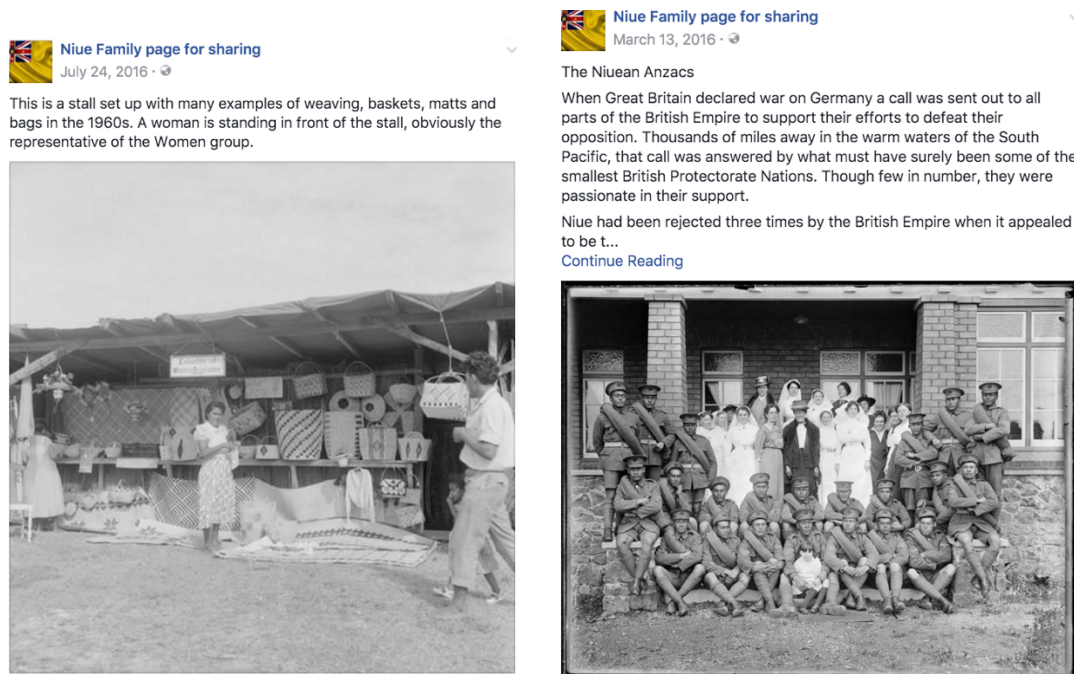 Niue Family page for sharing
July 24, 2016 ·
This is a stall set up with many examples of weaving, baskets, matts and
bags in the 1960s. A woman is standing in front of the stall, obviously the
representative of the Women group.
Niue Family page for sharing
March 13, 2016 ·
The Niuean Anzacs
When Great Britain declared war on Germany a call was sent out to all
parts of the British Empire to support their efforts to defeat their
opposition. Thousands of miles away in the warm waters of the South
Pacific, that call was answered by what must have surely been some of the
smallest British Protectorate Nations. Though few in number, they were
passionate in their support.
Niue had been rejected three times by the British Empire when it appealed
to be t...
Continue Reading